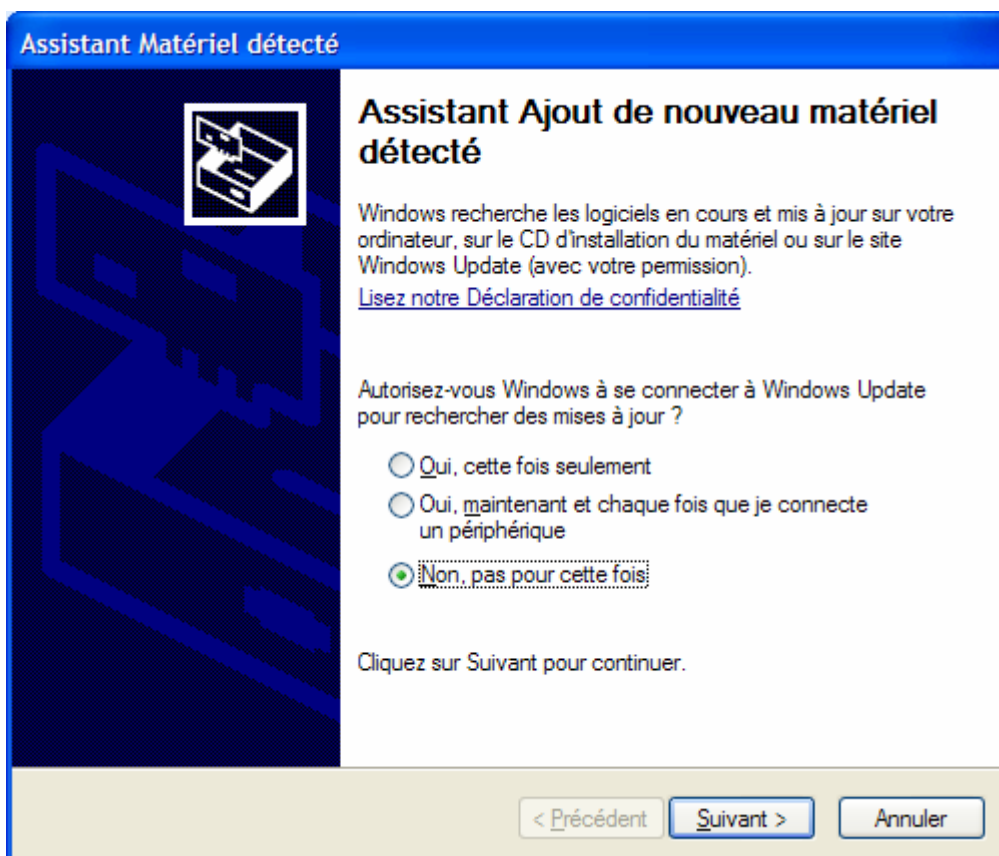 Assistant Matériel détecté
Assistant Ajout de nouveau matériel
détecté
Windows recherche les logiciels en cours et mis à jour sur votre
ordinateur, sur le CD d'installation du matériel ou sur le site
Windows Update (avec votre permission).
Lisez notre Déclaration de confidentialité
Autorisez-vous Windows à se connecter à Windows Update
pour rechercher des mises à jour ?
Oui, cette fois seulement
Oui, maintenant et chaque fois que je connecte
un périphérique
Non, pas pour cette fois
Cliquez sur Suivant pour continuer.
< Précédent
Suivant >
Annuler